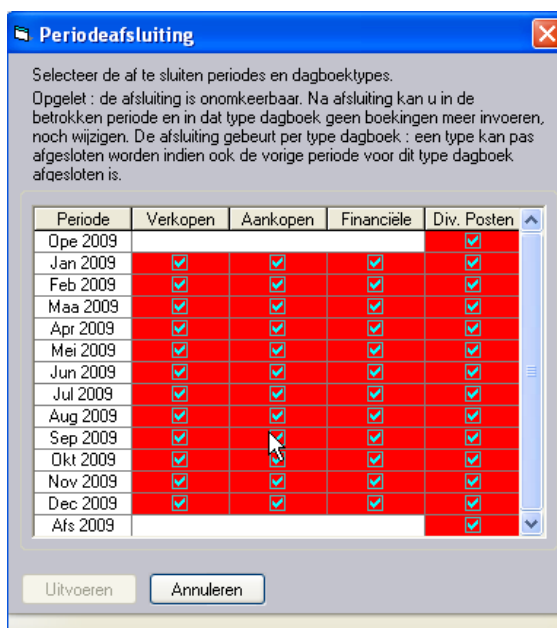 Periodeafsluiting
Selecteer de af te sluiten periodes en dagboektypes.
Opgelet : de afsluiting is onomkeerbaar. Na afsluiting kan u in de
betrokken periode en in dat type dagboek geen boekingen meer invoeren,
noch wijzigen. De afsluiting gebeurt per type dagboek : een type kan pas
afgesloten worden indien ook de vorige periode voor dit type dagboek
afgesloten is.
Periode Verkopen Aankopen Financiële Div. Posten
Ope 2009
Jan 2009
Feb 2009
Maa 2009
Apr 2009
Mei 2009
Jun 2009
Jul 2009
Aug 2009
Sep 2009
Okt 2009
Nov 2009
Dec 2009
Afs 2009
Uitvoeren Annuleren